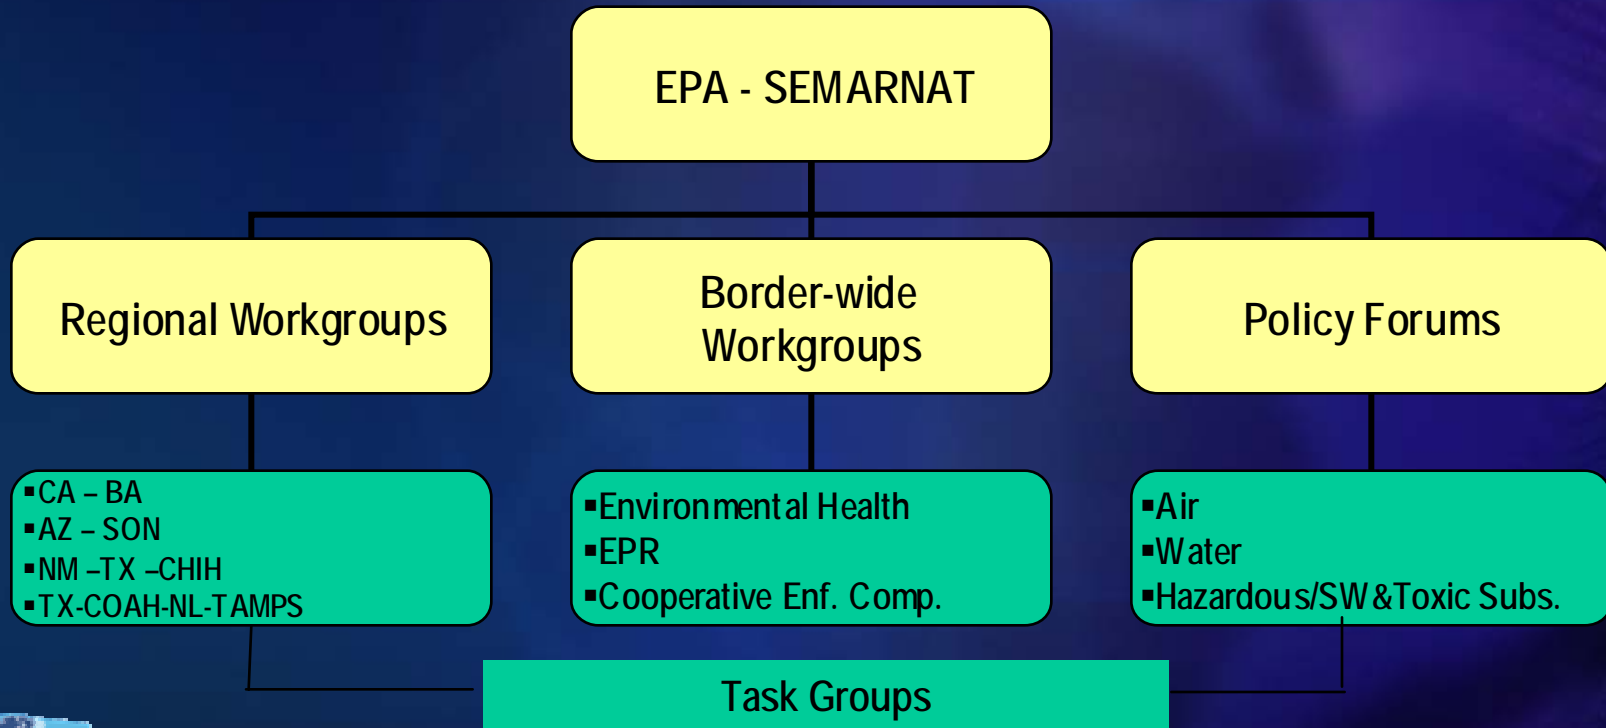 EPA - SEMARNAT
Regional Workgroups
Border-wide
Workgroups
Policy Forums
▪CA – BA
▪AZ – SON
▪NM –TX –CHIH
▪TX-COAH-NL-TAMPS
▪Environmental Health
▪EPR
▪Cooperative Enf. Comp.
▪Air
▪Water
▪Hazardous/SW&Toxic Subs.
Task Groups